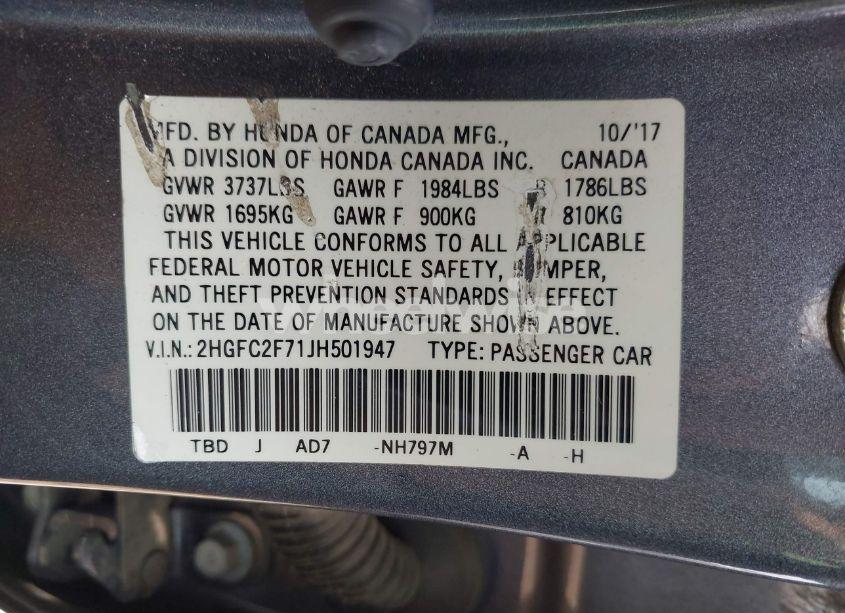 MFD. BY HONDA OF CANADA MFG., 10/'17
A DIVISION OF HONDA CANADA INC. CANADA
GVWR 3737LBS GAWR F 1984LBS R 1786LBS
GVWR 1695KG GAWR F 900KG R 810KG
THIS VEHICLE CONFORMS TO ALL APPLICABLE
FEDERAL MOTOR VEHICLE SAFETY, BUMPER,
AND THEFT PREVENTION STANDARDS IN EFFECT
ON THE DATE OF MANUFACTURE SHOWN ABOVE.
V.I.N.: 2HGFC2F71JH501947 TYPE: PASSENGER CAR
TBD J AD7 -NH797M -A -H